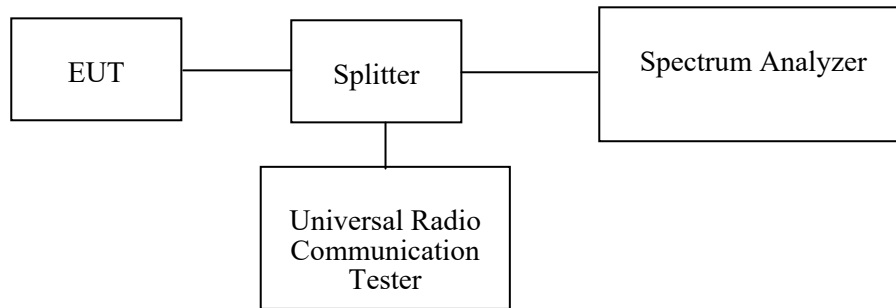 EUT
Splitter
Spectrum Analyzer
Universal Radio
Communication
Tester